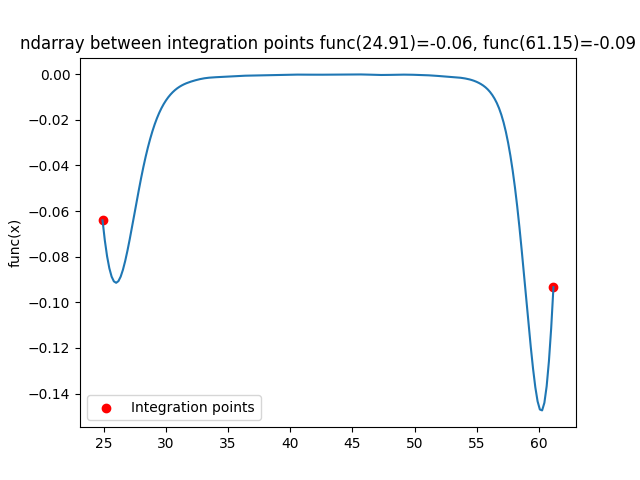 ndarray between integration points func(24.91)=-0.06, func(61.15)=-0.09
0.00
−0.02
−0.04
−0.06
−0.08
−0.10
−0.12
−0.14
func(x)
Integration points
25 30 35 40 45 50 55 60